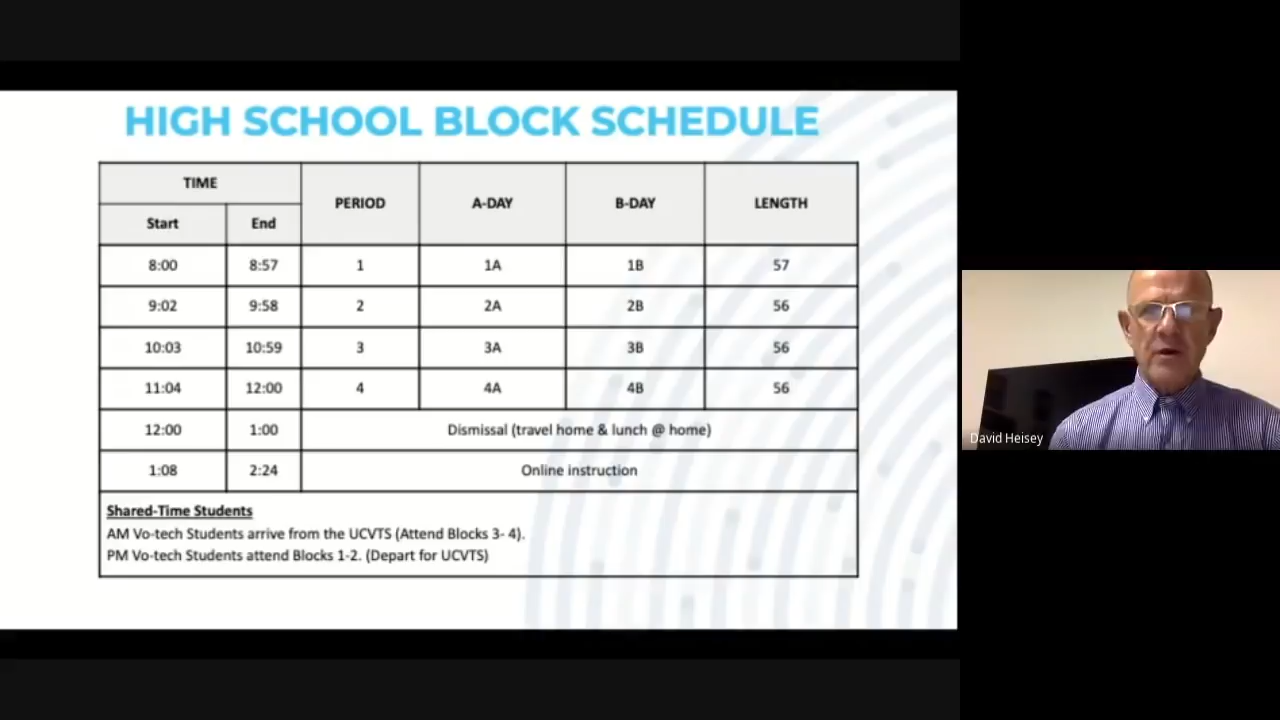 HIGH SCHOOL BLOCK SCHEDULE
TIME PERIOD A-DAY B-DAY LENGTH
Start End
8:00 8:57 1 1A 1B 57
9:02 9:58 2 2A 2B 56
10:03 10:59 3 3A 3B 56
11:04 12:00 4 4A 4B 56
12:00 1:00 Dismissal (travel home & lunch @ home)
1:08 2:24 Online instruction
Shared-Time Students
AM Vo-tech Students arrive from the UCVTS (Attend Blocks 3- 4).
PM Vo-tech Students attend Blocks 1-2. (Depart for UCVTS)
David Heisey